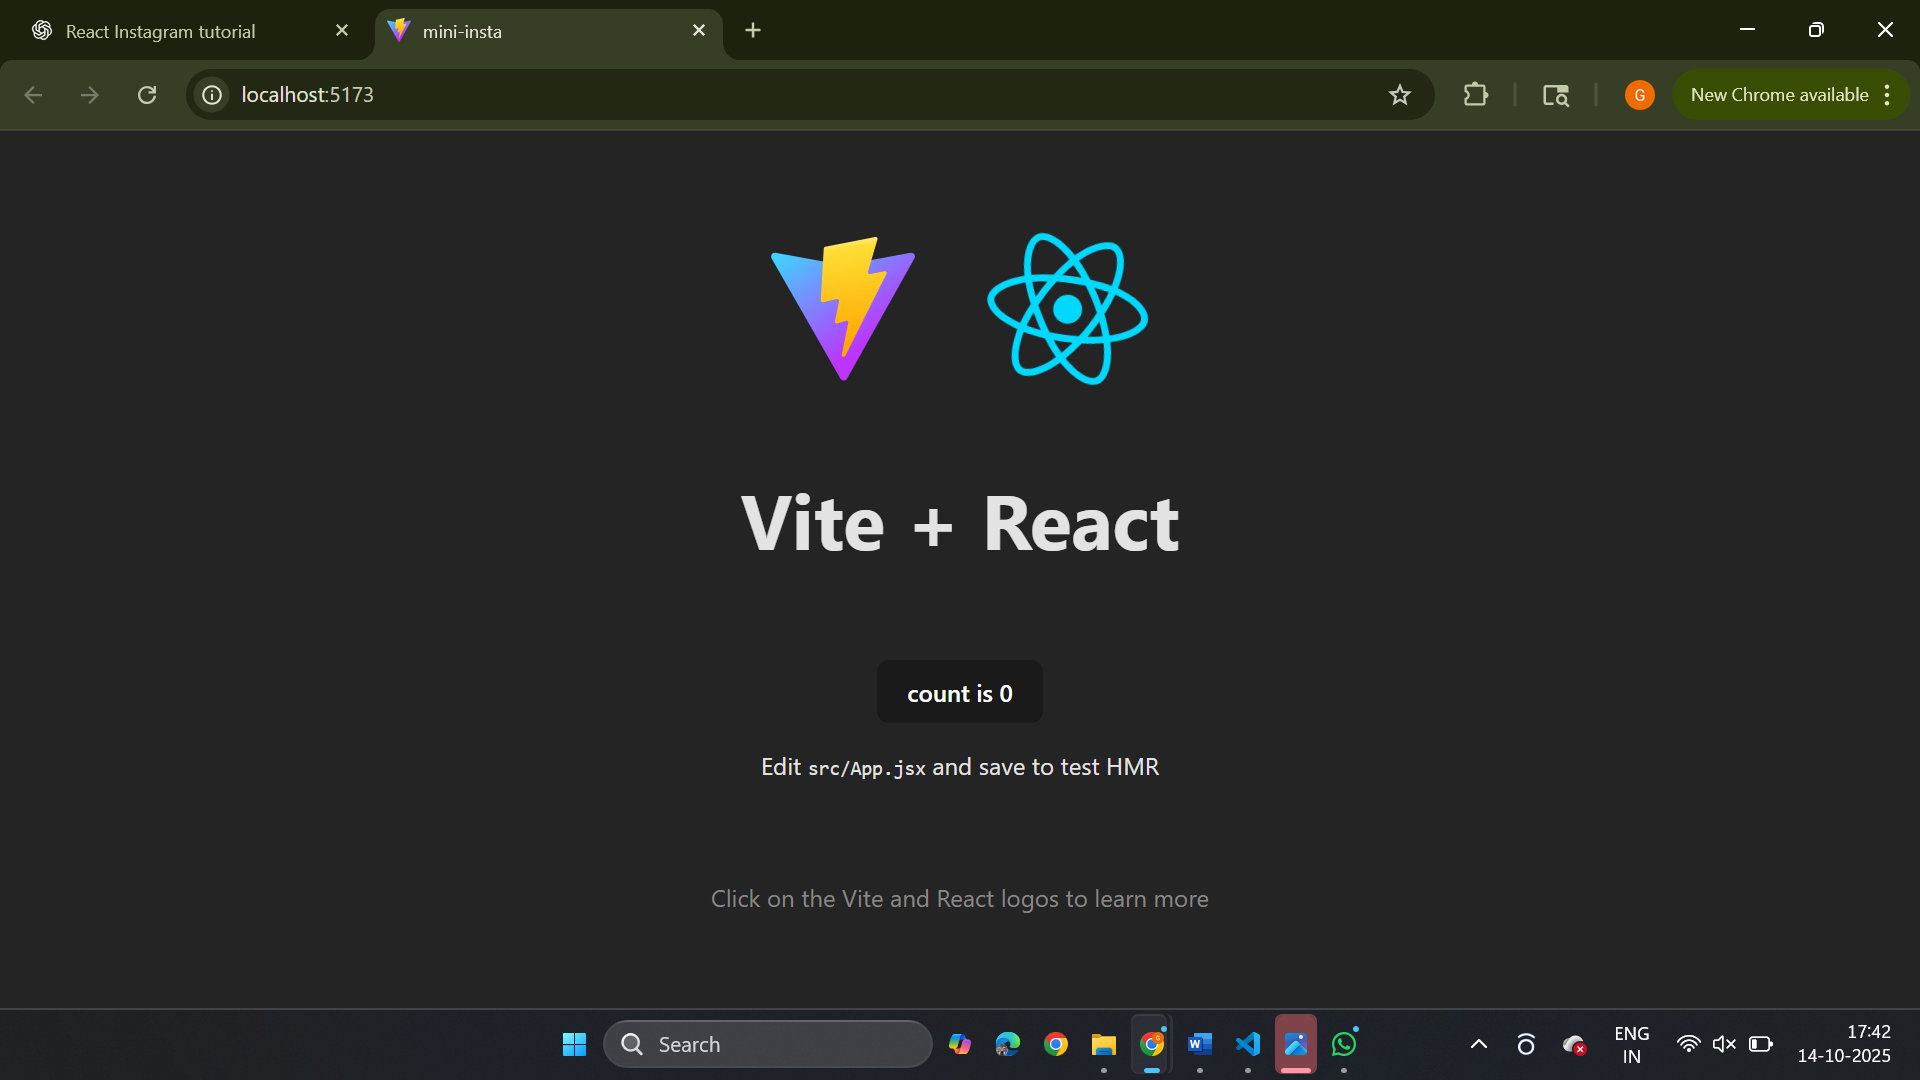 React Instagram tutorial
mini-insta
localhost:5173
G
New Chrome available
Vite + React
count is 0
Edit src/App.jsx and save to test HMR
Click on the Vite and React logos to learn more
Search
ENG
IN
17:42
14-10-2025